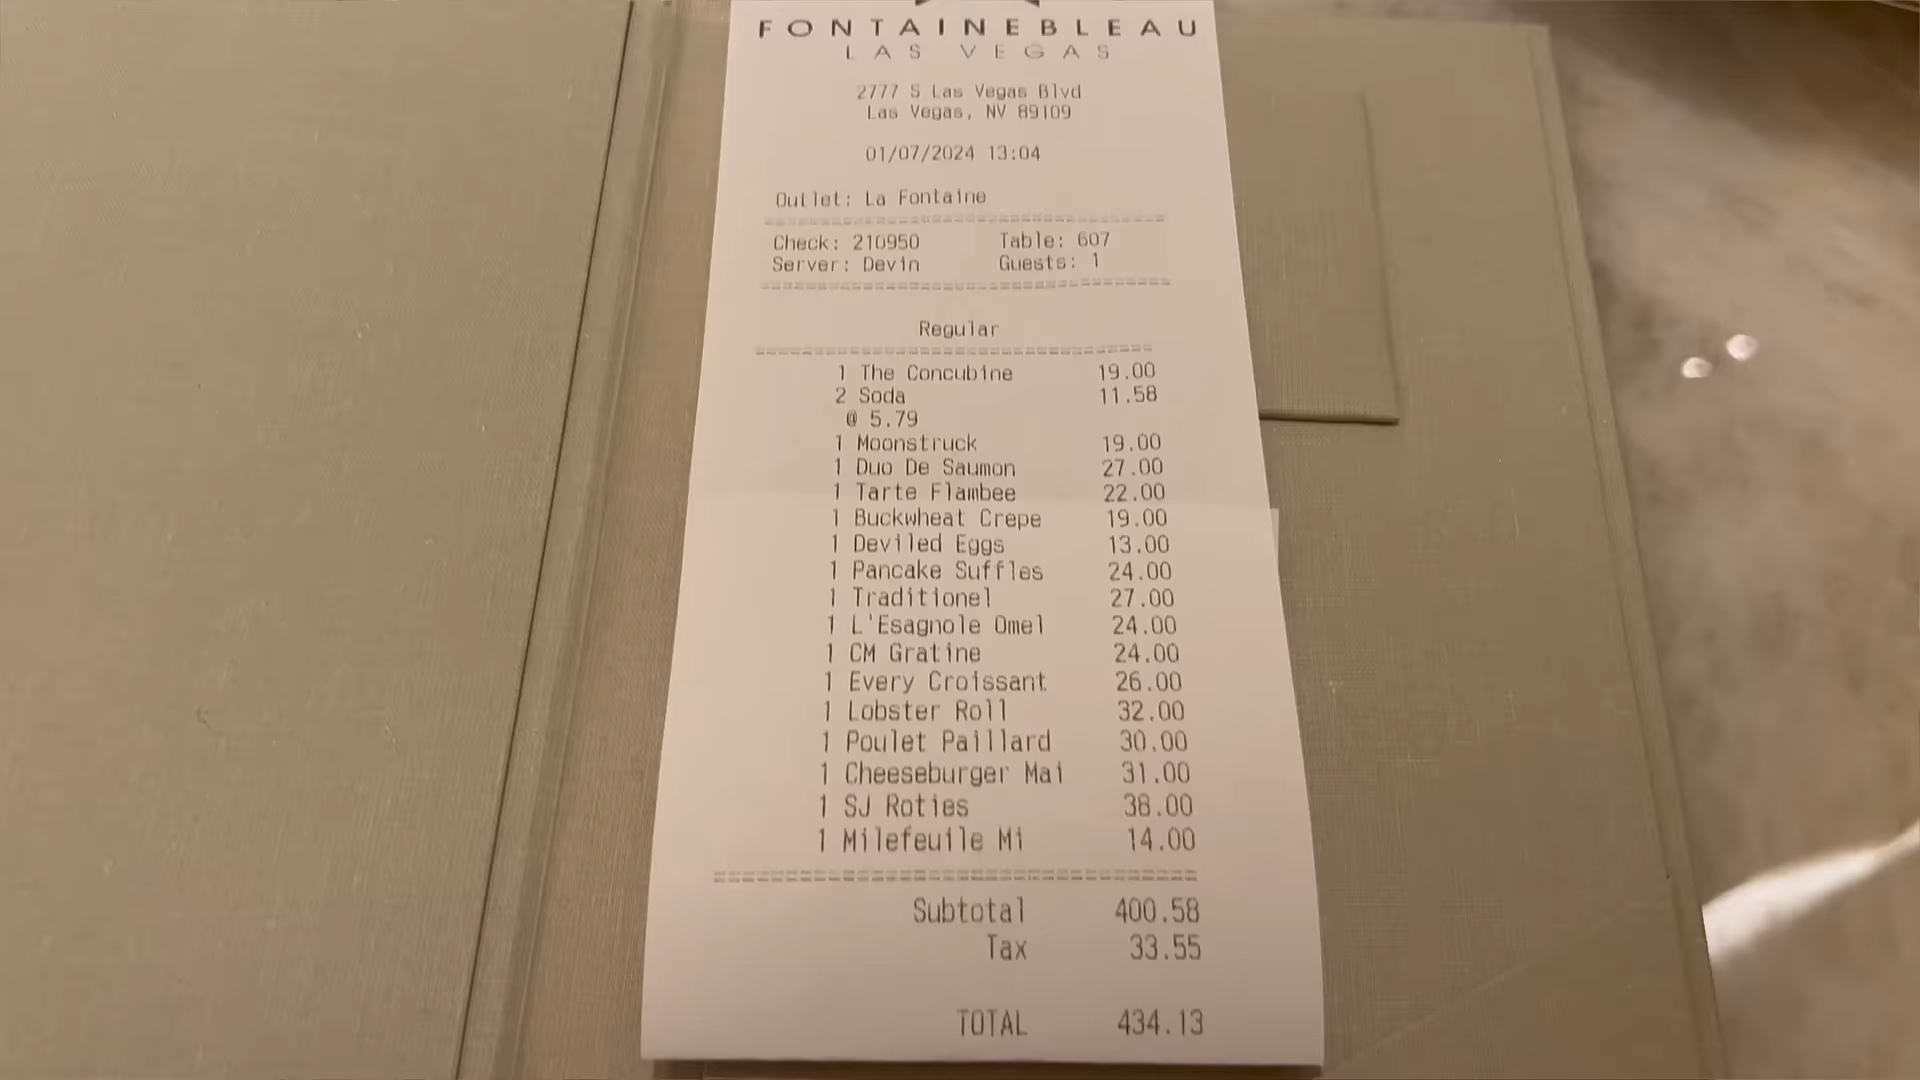 FONTAINEBLEAU
LAS VEGAS
2777 S Las Vegas Blvd
Las Vegas, NV 89109
01/07/2024 13:04
Outlet: La Fontaine
Check: 210950 Table: 607
Server: Devin Guests: 1
Regular
1 The Concubine 19.00
2 Soda 11.58
@ 5.79
1 Moonstruck 19.00
1 Duo De Saumon 27.00
1 Tarte Flambee 22.00
1 Buckwheat Crepe 19.00
1 Deviled Eggs 13.00
1 Pancake Suffles 24.00
1 Traditionel 27.00
1 L'Esagnole Omel 24.00
1 CM Gratine 24.00
1 Every Croissant 26.00
1 Lobster Roll 32.00
1 Poulet Paillard 30.00
1 Cheeseburger Mai 31.00
1 SJ Roties 38.00
1 Milefeuile Mi 14.00
Subtotal 400.58
Tax 33.55
TOTAL 434.13